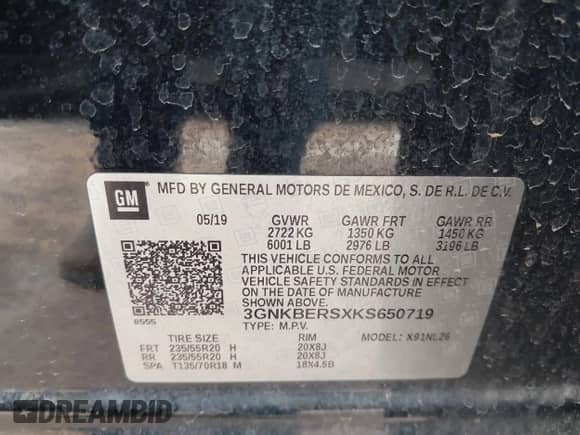 GM
MFD BY GENERAL MOTORS DE MEXICO, S. DE R.L. DE C.V.
05/19 GVWR GAWR FRT GAWR RR
2722 KG 1350 KG 1450 KG
6001 LB 2976 LB 3196 LB
THIS VEHICLE CONFORMS TO ALL
APPLICABLE U.S. FEDERAL MOTOR
VEHICLE SAFETY STANDARDS IN EFFECT
ON THE DATE OF MANUFACTURE
SHOWN ABOVE.
3GNKBERSXKS650719
TYPE: M.P.V. MODEL: X91NL26
8555
TIRE SIZE RIM
FRT 235/55R20 H 20X8J
RR 235/55R20 H 20X8J
SPA T135/70R18 M 18X4.5B
DREAMBID